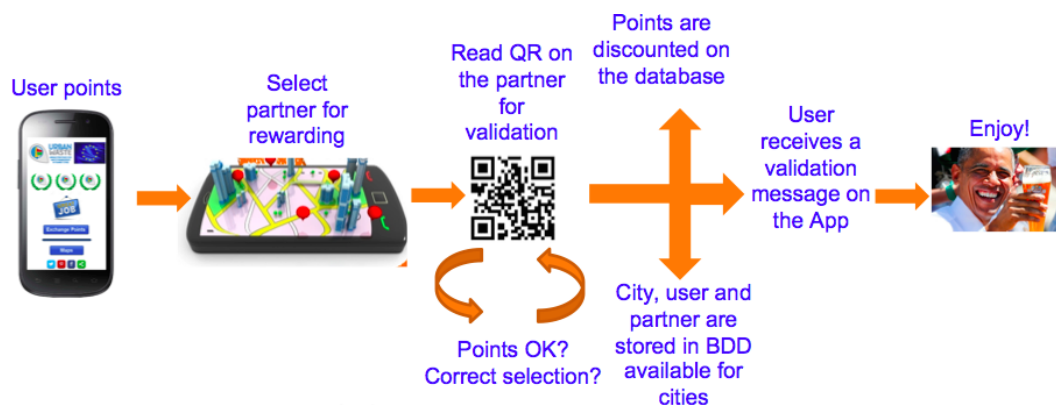 User points
URBAN
WASTE
JOB
Exchange Points
Maps
Select
partner for
rewarding
Read QR on
the partner
for
validation
Points OK?
Correct selection?
Points are
discounted on
the database
City, user and
partner are
stored in BDD
available for
cities
User
receives a
validation
message on
the App
Enjoy!